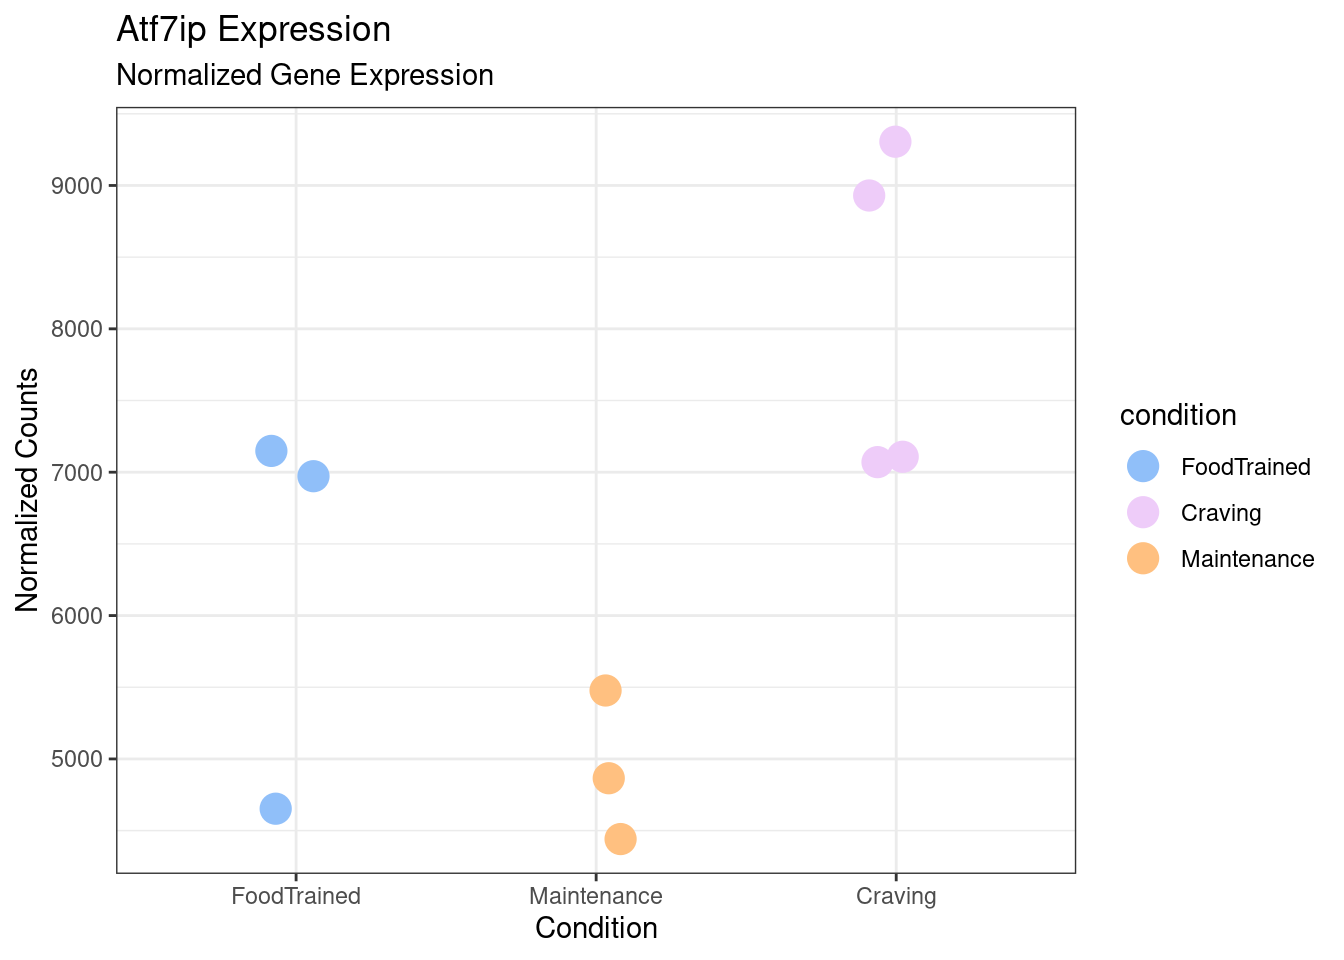 Atf7ip Expression
Normalized Gene Expression
Normalized Counts
9000
8000
7000
6000
5000
FoodTrained
Maintenance
Craving
Condition
condition
FoodTrained
Craving
Maintenance